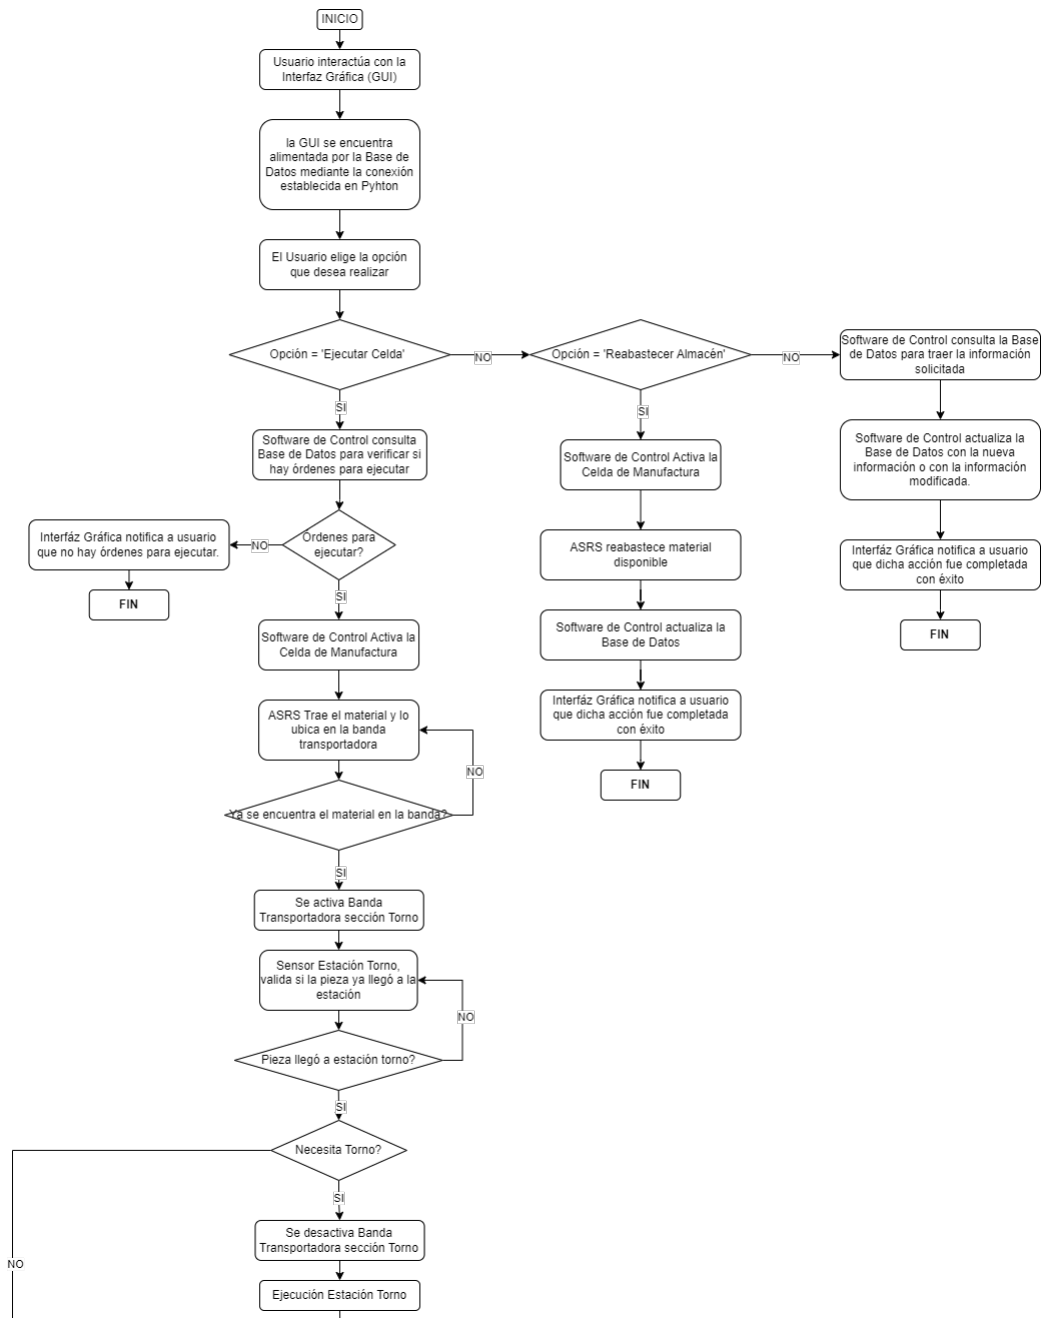 INICIO
Usuario interactúa con la
Interfaz Gráfica (GUI)
la GUI se encuentra
alimentada por la Base de
Datos mediante la conexión
establecida en Pyhton
El Usuario elige la opción
que desea realizar
Opción = 'Ejecutar Celda'
NO
Opción = 'Reabastecer Almacén'
NO
Software de Control consulta la Base
de Datos para traer la información
solicitada
SI
SI
Software de Control consulta
Base de Datos para verificar si
hay órdenes para ejecutar
Software de Control Activa la
Celda de Manufactura
Software de Control actualiza la
Base de Datos con la nueva
información o con la información
modificada.
Interfáz Gráfica notifica a usuario
que no hay órdenes para ejecutar.
NO
Órdenes para
ejecutar?
ASRS reabastece material
disponible
Interfáz Gráfica notifica a usuario
que dicha acción fue completada
con éxito
FIN
SI
Software de Control Activa la
Celda de Manufactura
Software de Control actualiza la
Base de Datos
FIN
ASRS Trae el material y lo
ubica en la banda
transportadora
Interfáz Gráfica notifica a usuario
que dicha acción fue completada
con éxito
NO
FIN
Ya se encuentra el material en la banda?
SI
Se activa Banda
Transportadora sección Torno
Sensor Estación Torno,
valida si la pieza ya llegó a la
estación
NO
Pieza llegó a estación torno?
SI
Necesita Torno?
SI
Se desactiva Banda
Transportadora sección Torno
NO
Ejecución Estación Torno